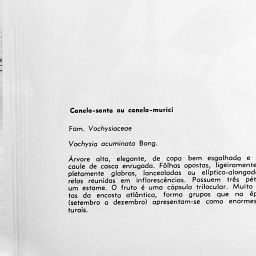 Canela-santa ou canela-murici
Fam. Vochysiaceae
Vochysia acuminata Bong.
Árvore alta, elegante, de copa bem esgalhada e
caule de casca enrugada. Fôlhas opostas, ligeiramente
pletamente glabras, lanceoladas ou elíptico-alongadas
relas reunidas em inflorescências. Possuem três pét
um estame. O fruto é uma cápsula trilocular. Muito
tas da encosta atlântica, forma grupos que na ép
(setembro a dezembro) apresentam-se como enormes
turais.